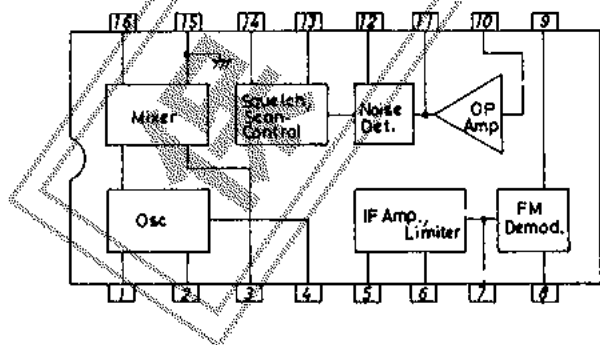 16 15 14 13 12 11 10 9
Mixer
Squelch,
Scan-
Control
Noise
Det.
OP
Amp
Osc
IF Amp.,
Limiter
FM
Demod.
1 2 3 4 5 6 7 8